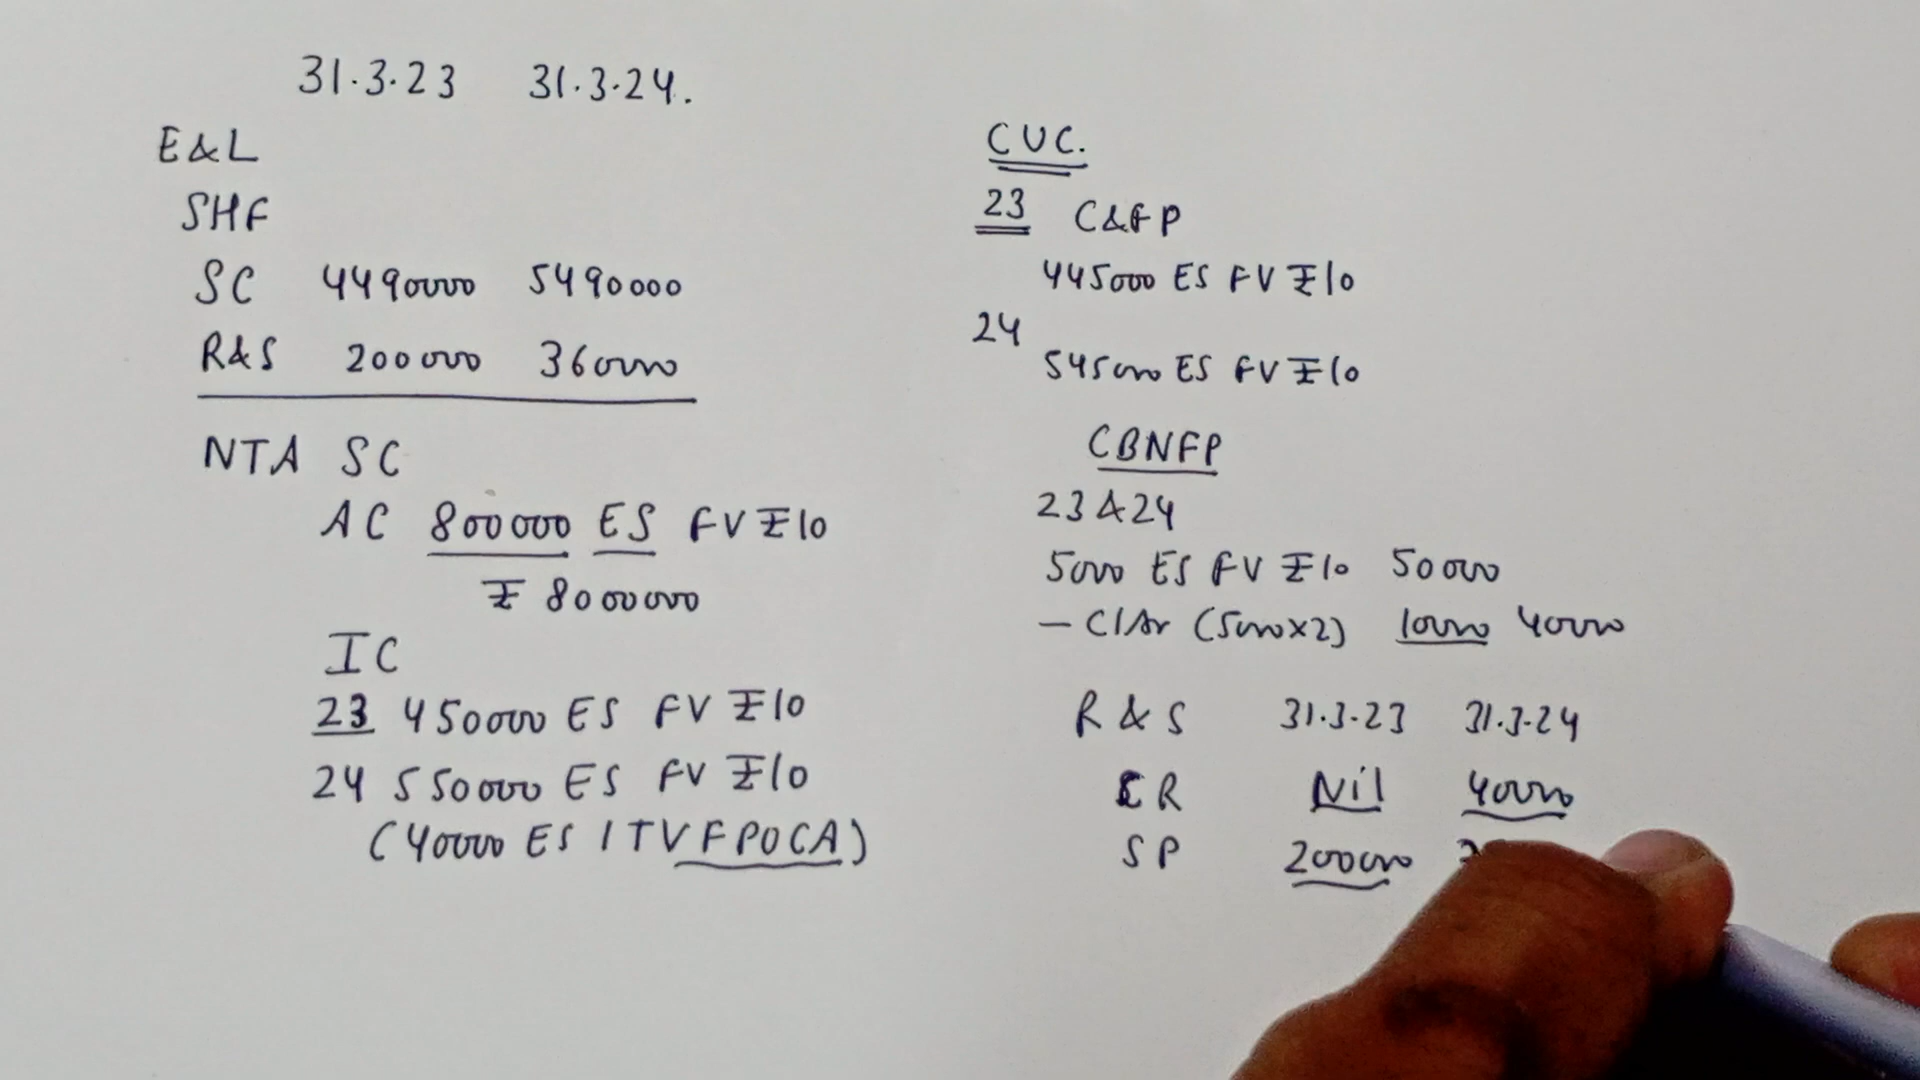 31.3.23 31.3.24.
E&L
SHF
SC 4490000 5490000
R&S 200000 360000
NTA SC
AC 800000 ES FV ₹10
₹ 8000000
IC
23 450000 ES FV ₹10
24 550000 ES FV ₹10
(40000 ES ITVFPOCA)
CUC.
23 C&FP
445000 ES FV ₹10
24
545000 ES FV ₹10
CBNFP
23&24
5000 ES FV ₹10 50000
- CIAr (5000×2) 10000 40000
R&S 31.3.23 31.3.24
CR Nil 40000
SP 200000